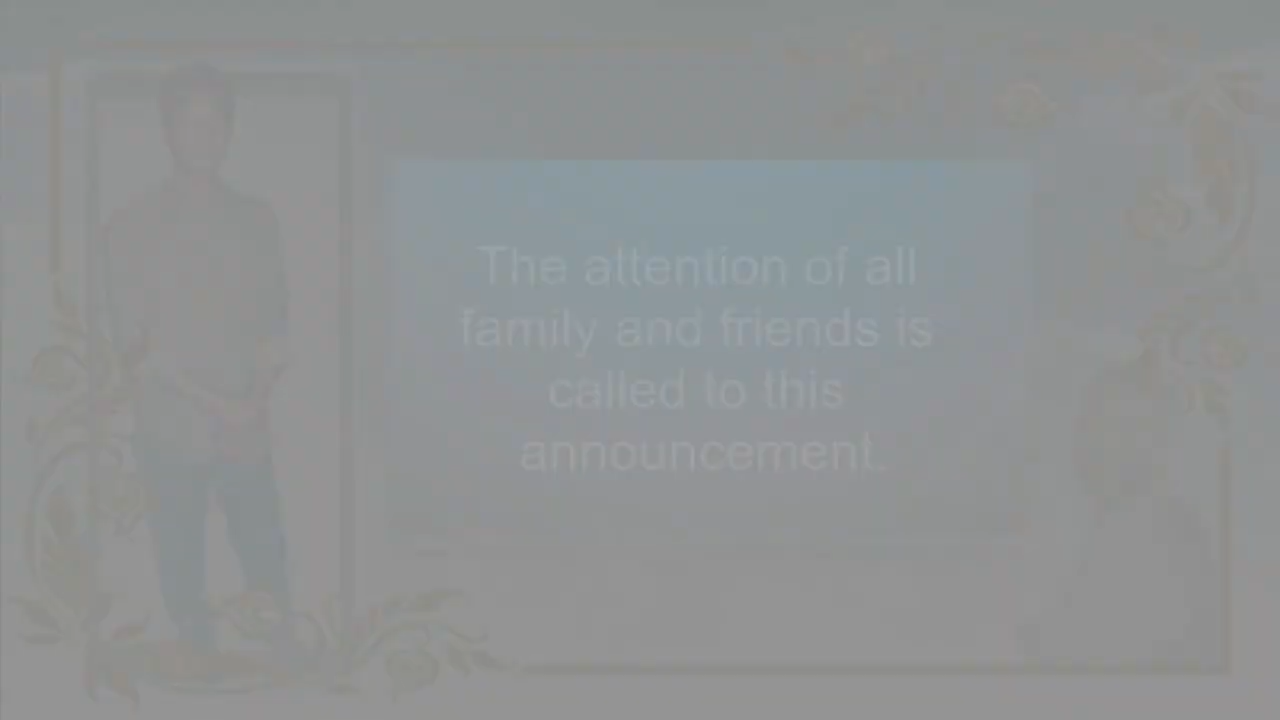 The attention of all
family and friends is
called to this
announcement.